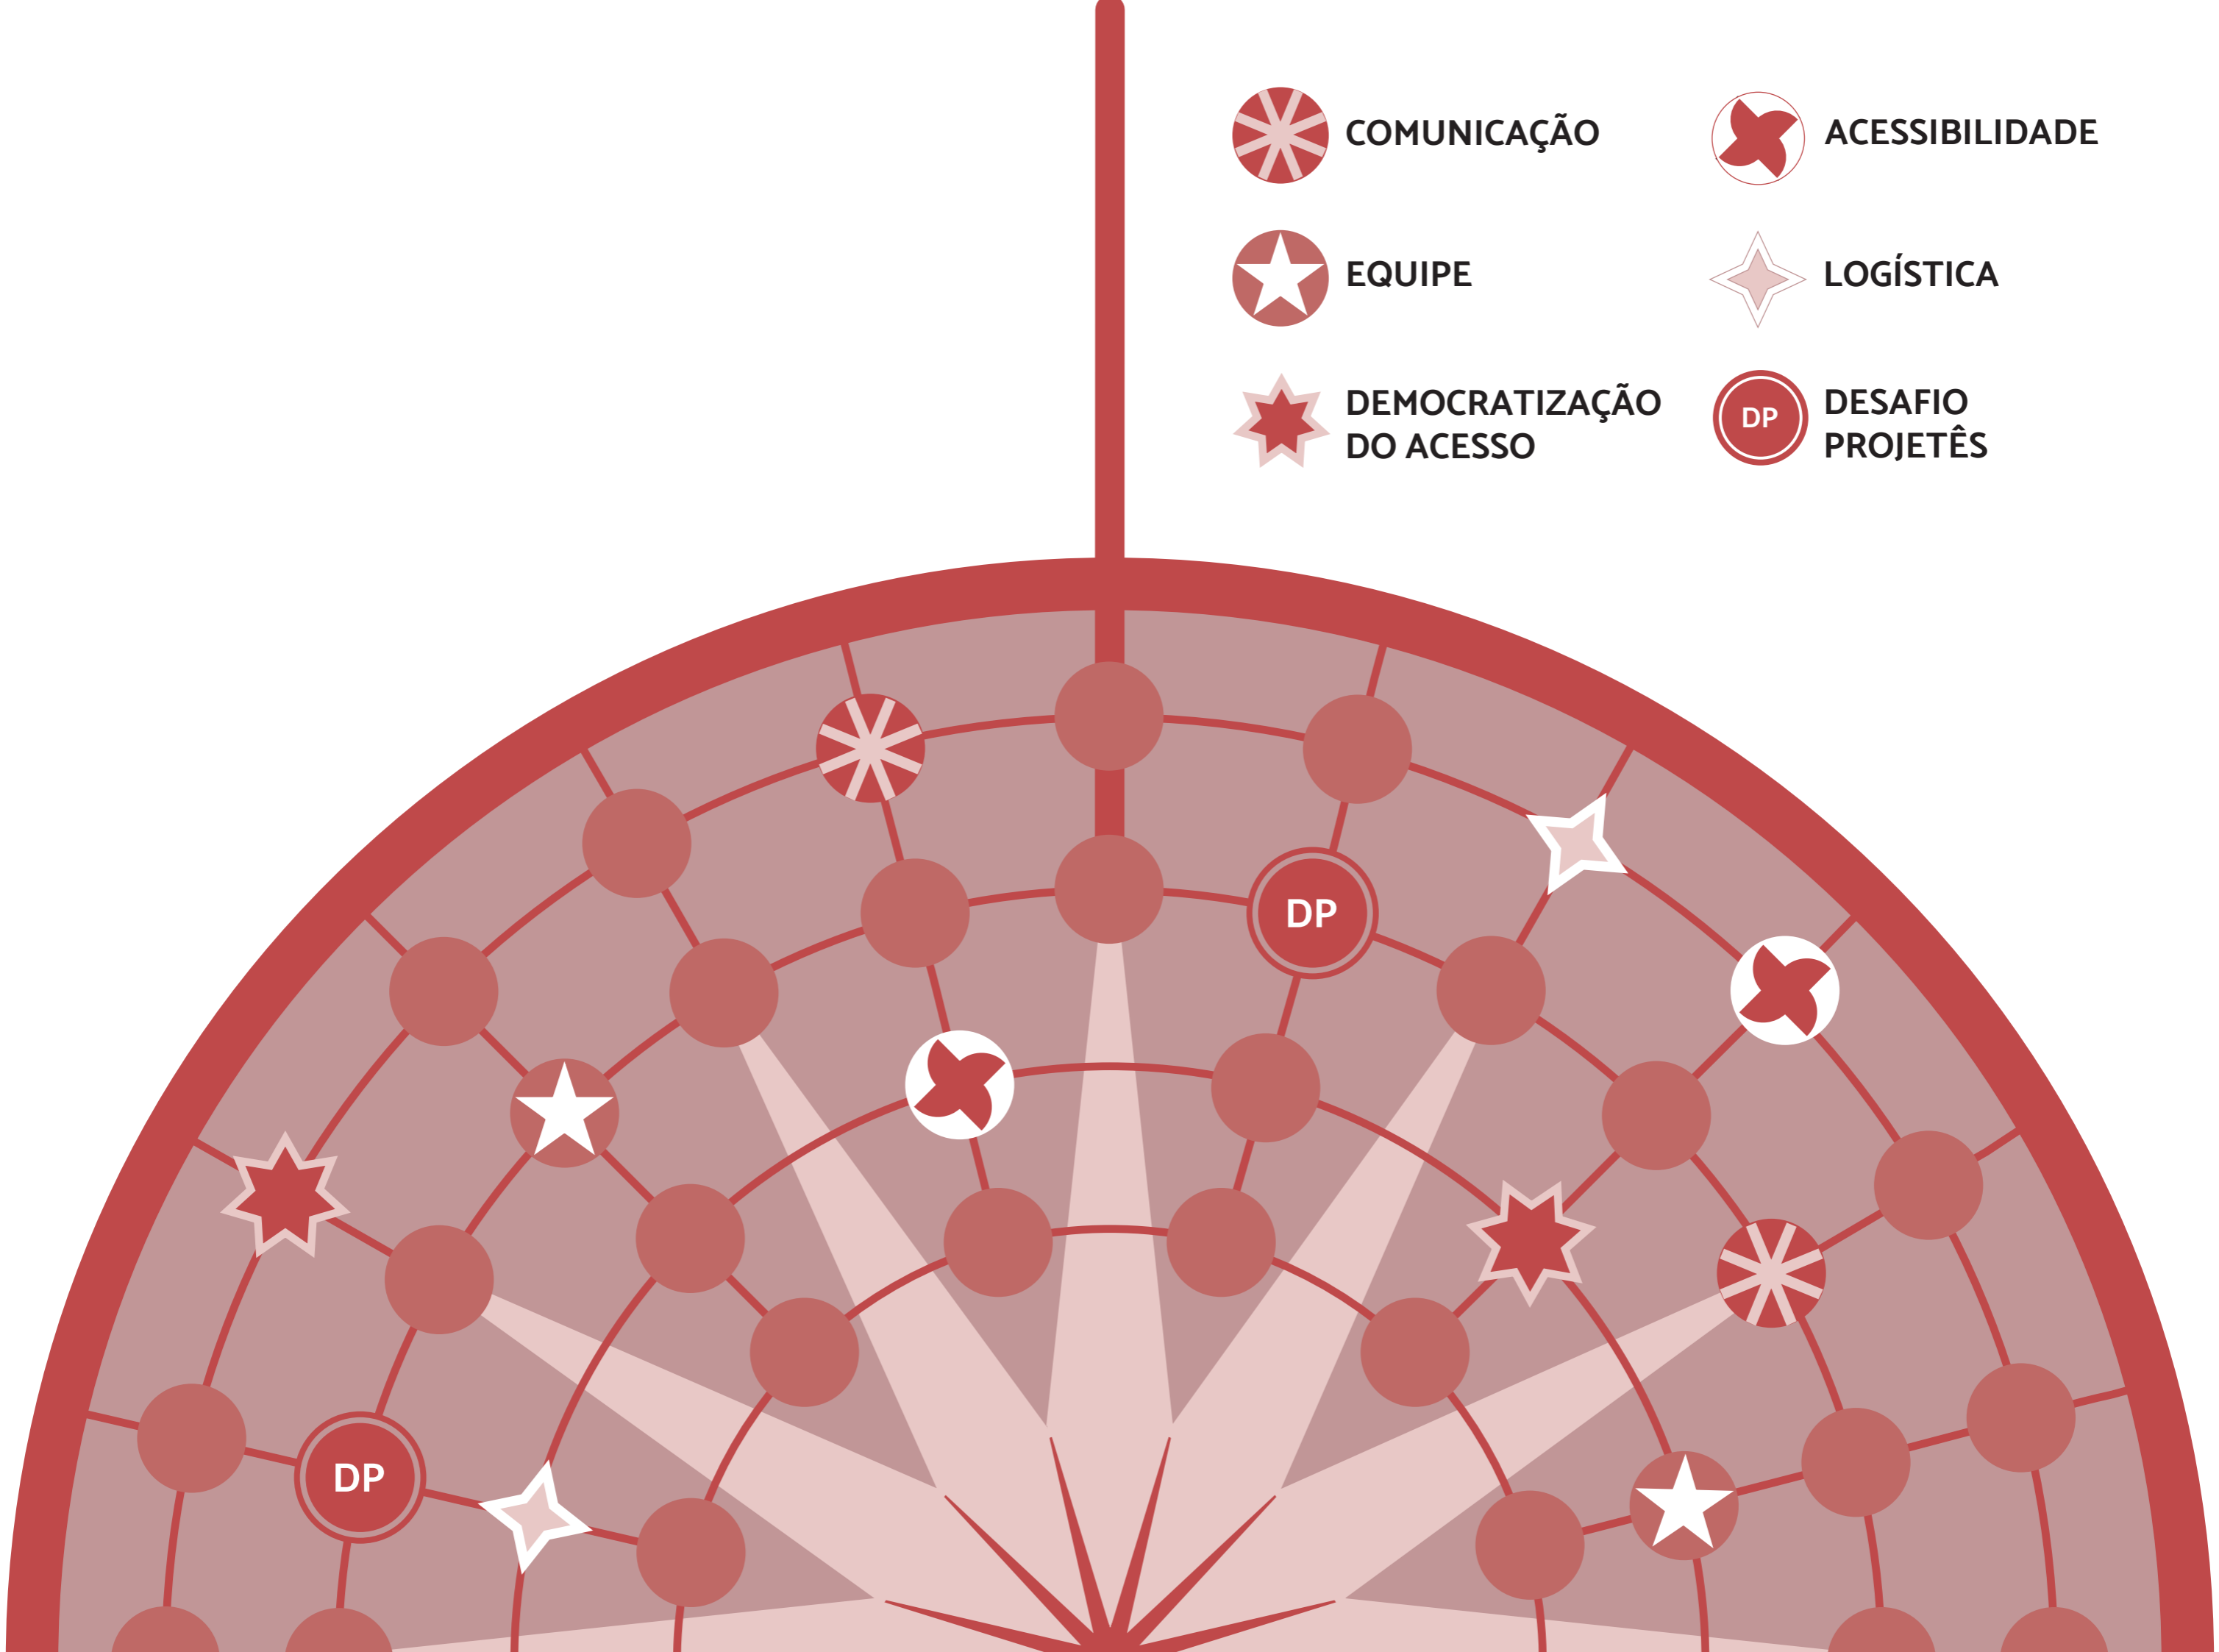 COMUNICAÇÃO
ACESSIBILIDADE
EQUIPE
LOGÍSTICA
DEMOCRATIZAÇÃO
DO ACESSO
DP
DESAFIO
PROJETÊS
DP
DP